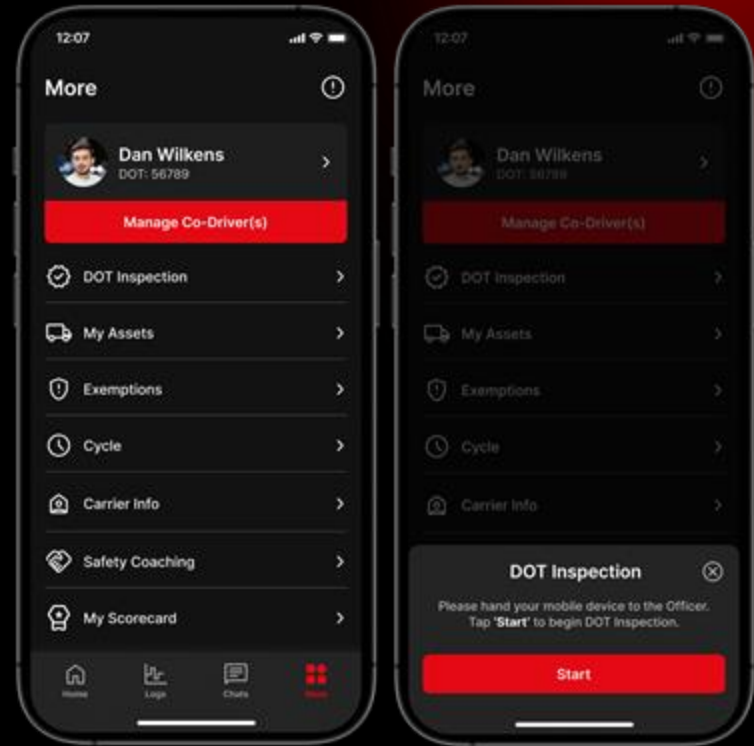 12:07
More
Dan Wilkens
DOT: 56789
Manage Co-Driver(s)
DOT Inspection
My Assets
Exemptions
Cycle
Carrier Info
Safety Coaching
My Scorecard
Home
Logs
Chats
More
12:07
More
Dan Wilkens
DOT: 56789
Manage Co-Driver(s)
DOT Inspection
My Assets
Exemptions
Cycle
Carrier Info
DOT Inspection
Please hand your mobile device to the Officer.
Tap 'Start' to begin DOT Inspection.
Start